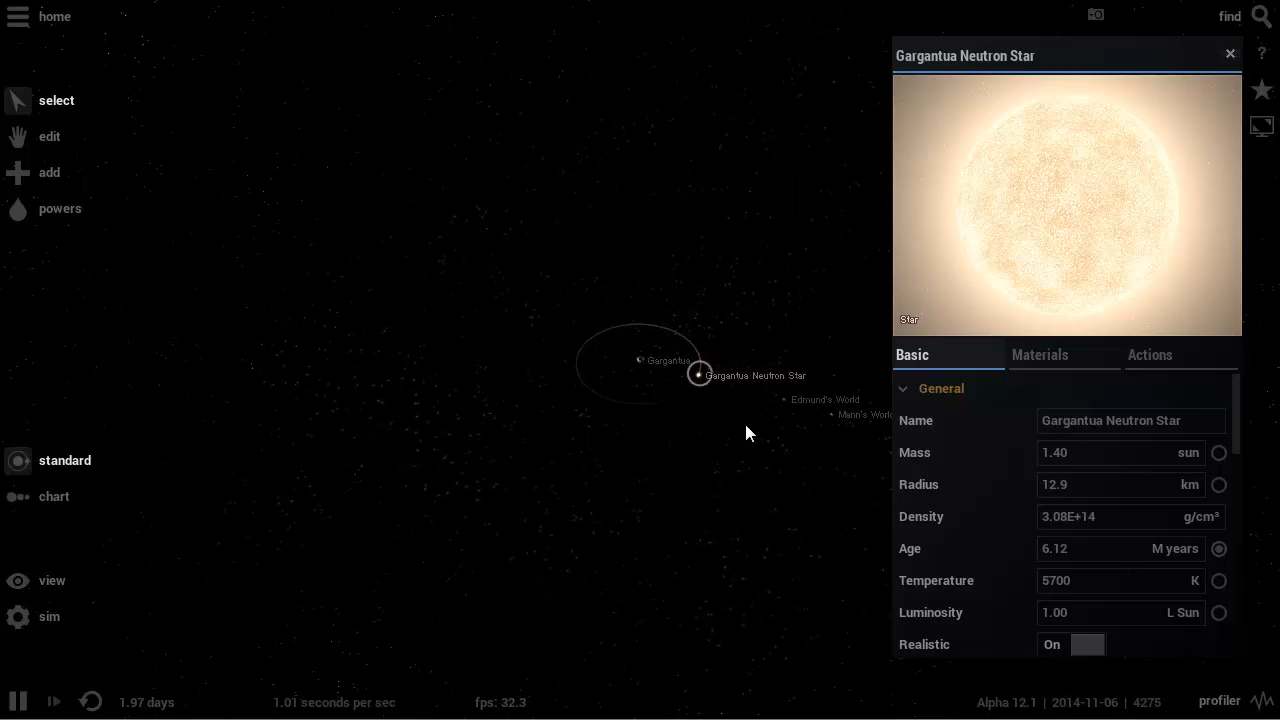 home
find
Gargantua Neutron Star
?
select
edit
add
powers
Star
Basic Materials Actions
Gargantua
Gargantua Neutron Star
Edmund's World
Mann's World
General
Name Gargantua Neutron Star
Mass 1.40 sun
Radius 12.9 km
Density 3.08E+14 g/cm³
Age 6.12 M years
Temperature 5700 K
Luminosity 1.00 L Sun
Realistic On
standard
chart
view
sim
1.97 days 1.01 seconds per sec fps: 32.3 Alpha 12.1 | 2014-11-06 | 4275 profiler